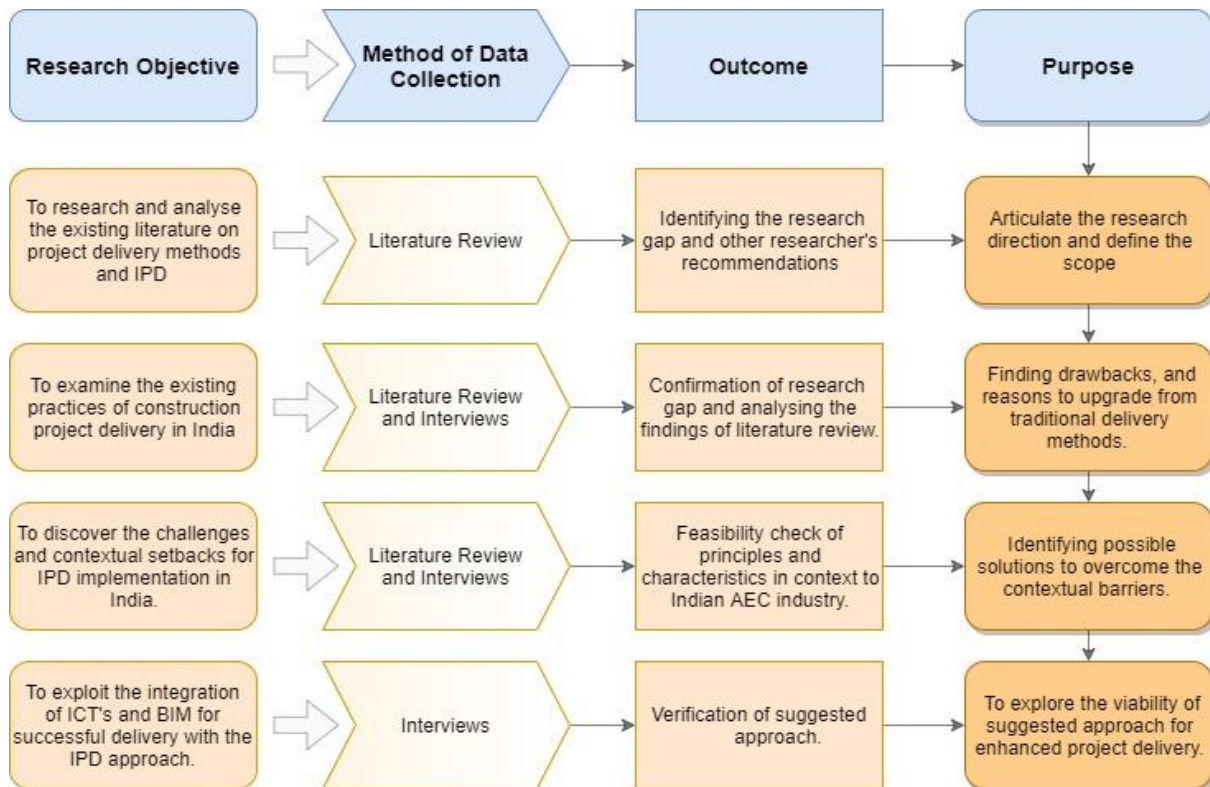 Research Objective
Method of Data
Collection
Outcome
Purpose
To research and analyse
the existing literature on
project delivery methods
and IPD
Literature Review
Identifying the research
gap and other researcher's
recommendations
Articulate the research
direction and define the
scope
To examine the existing
practices of construction
project delivery in India
Literature Review
and Interviews
Confirmation of research
gap and analysing the
findings of literature review.
Finding drawbacks, and
reasons to upgrade from
traditional delivery
methods.
To discover the challenges
and contextual setbacks for
IPD implementation in
India.
Literature Review
and Interviews
Feasibility check of
principles and
characteristics in context to
Indian AEC industry.
Identifying possible
solutions to overcome the
contextual barriers.
To exploit the integration
of ICT's and BIM for
successful delivery with the
IPD approach.
Interviews
Verification of suggested
approach.
To explore the viability of
suggested approach for
enhanced project delivery.